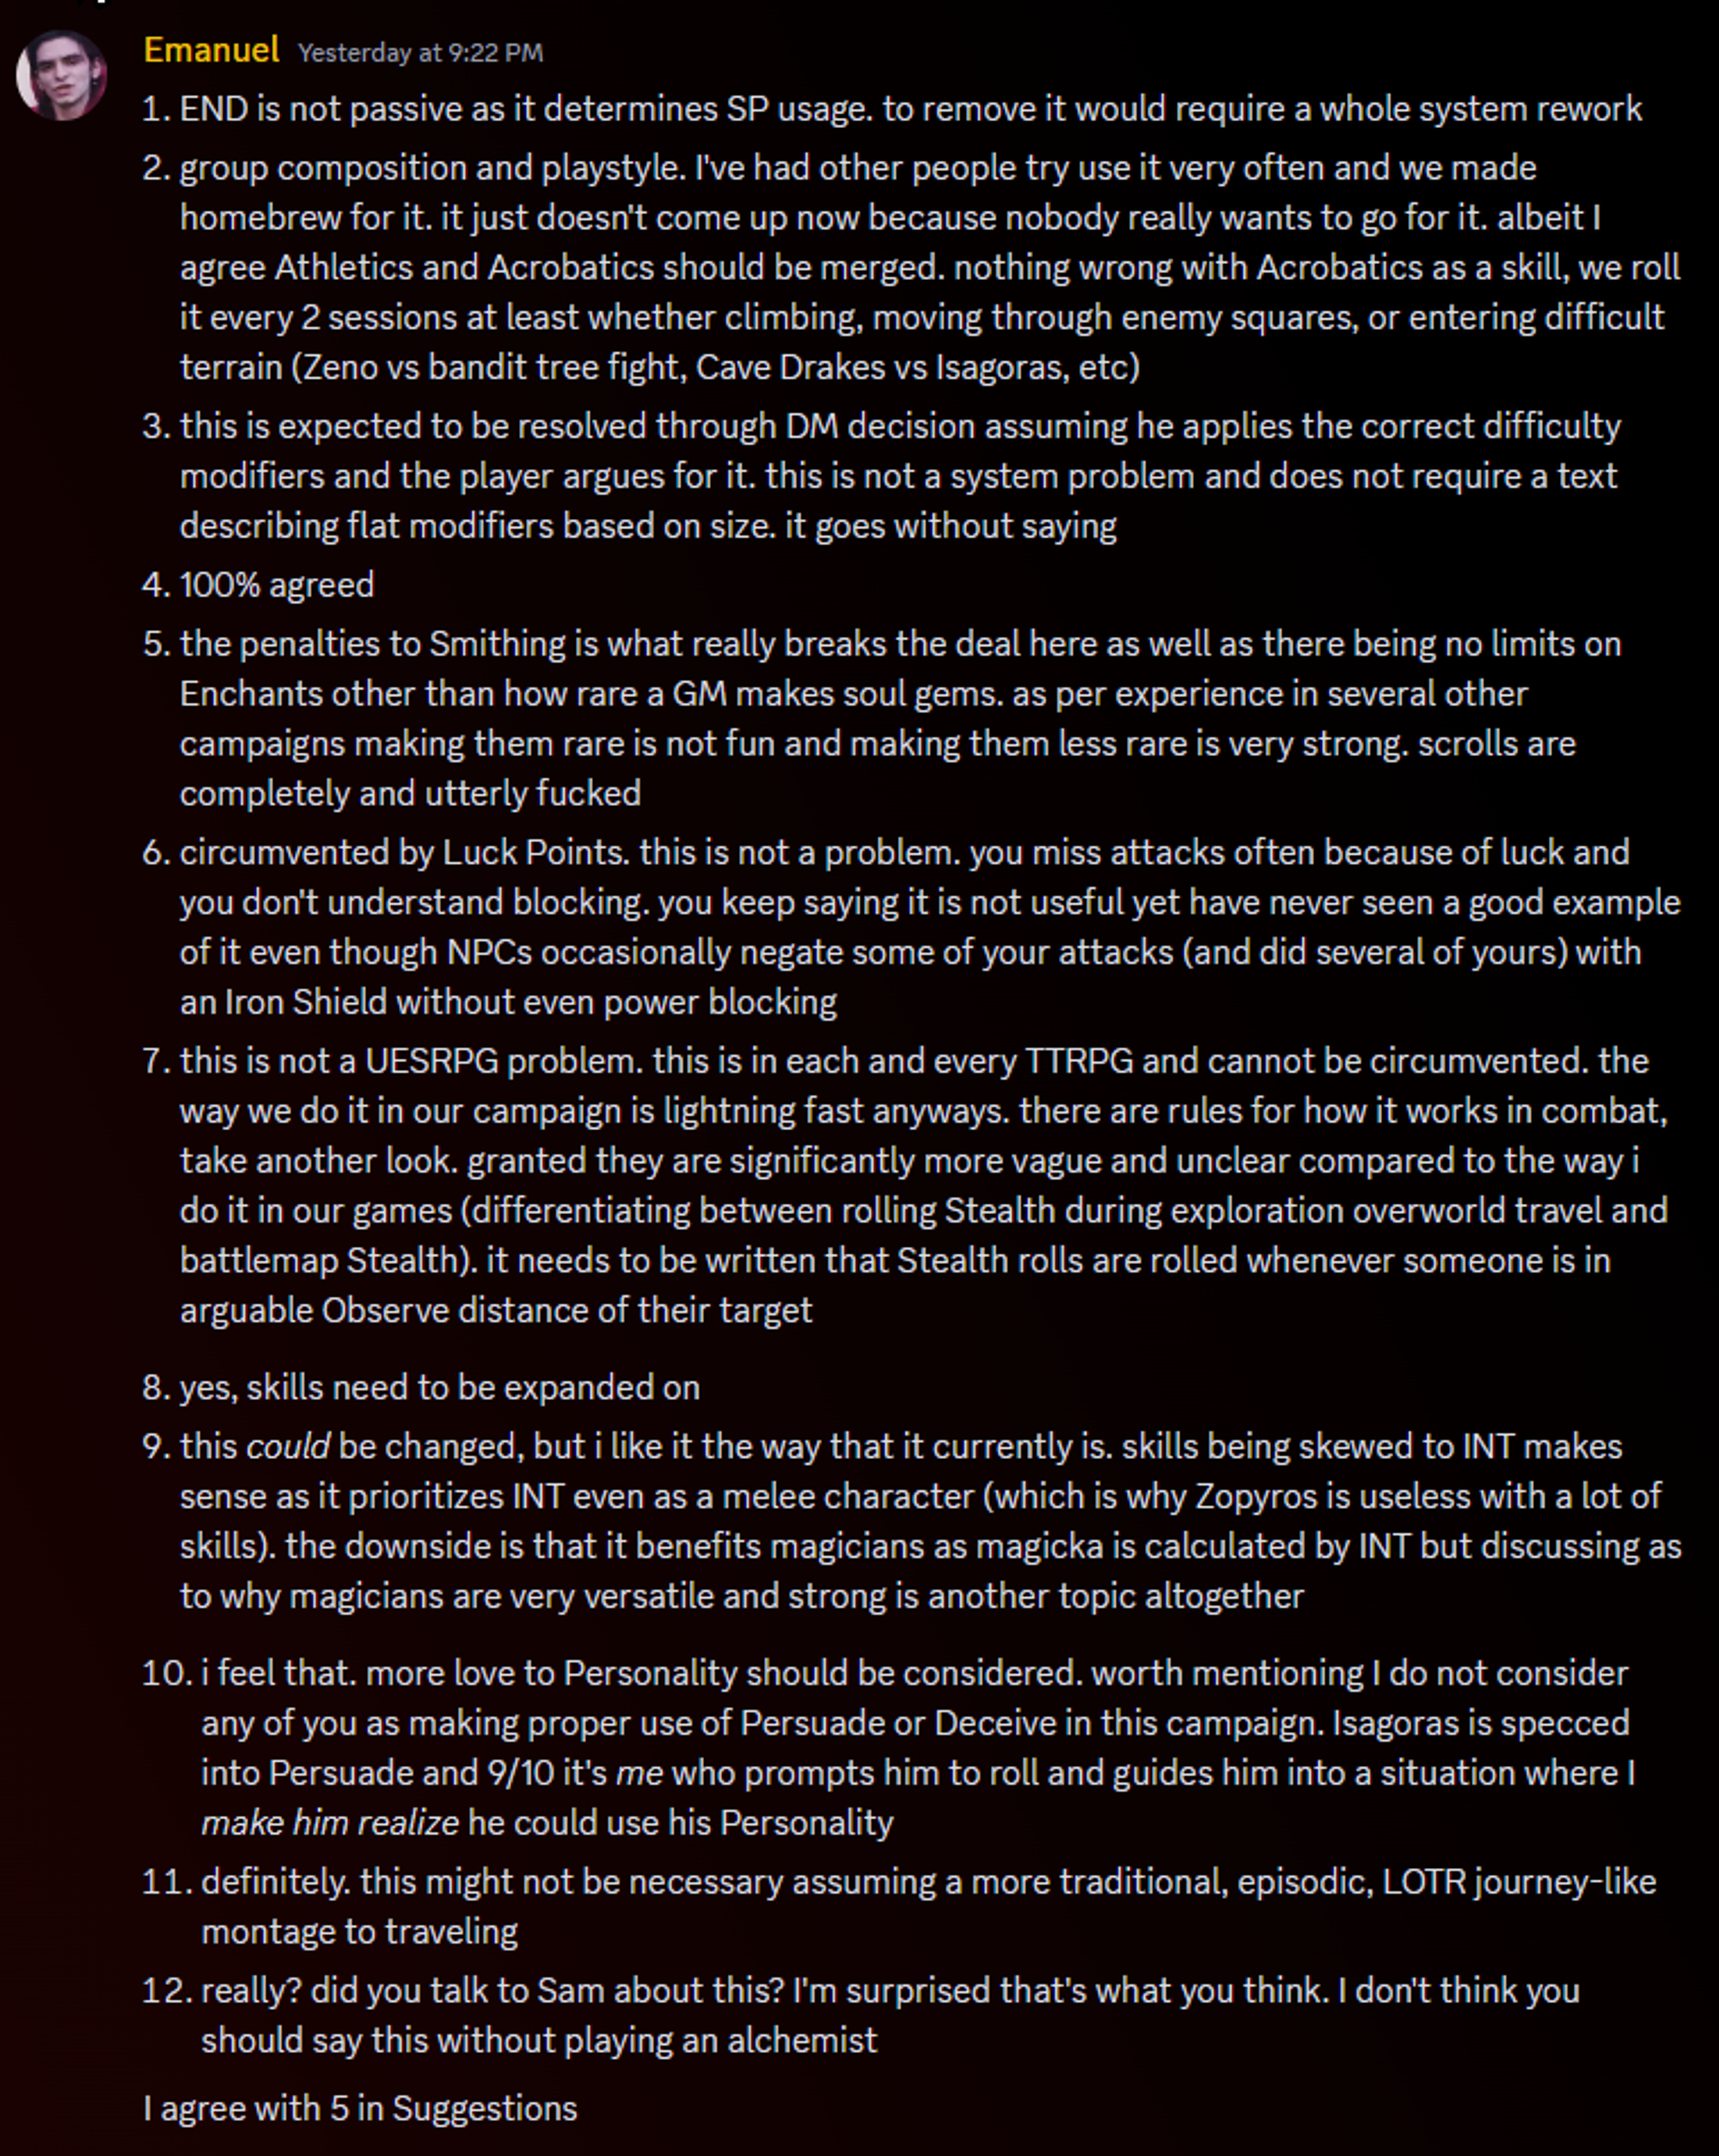 Emanuel Yesterday at 9:22 PM
1. END is not passive as it determines SP usage. to remove it would require a whole system rework
2. group composition and playstyle. I've had other people try use it very often and we made
homebrew for it. it just doesn't come up now because nobody really wants to go for it. albeit I
agree Athletics and Acrobatics should be merged. nothing wrong with Acrobatics as a skill, we roll
it every 2 sessions at least whether climbing, moving through enemy squares, or entering difficult
terrain (Zeno vs bandit tree fight, Cave Drakes vs Isagoras, etc)
3. this is expected to be resolved through DM decision assuming he applies the correct difficulty
modifiers and the player argues for it. this is not a system problem and does not require a text
describing flat modifiers based on size. it goes without saying
4. 100% agreed
5. the penalties to Smithing is what really breaks the deal here as well as there being no limits on
Enchants other than how rare a GM makes soul gems. as per experience in several other
campaigns making them rare is not fun and making them less rare is very strong. scrolls are
completely and utterly fucked
6. circumvented by Luck Points. this is not a problem. you miss attacks often because of luck and
you don't understand blocking. you keep saying it is not useful yet have never seen a good example
of it even though NPCs occasionally negate some of your attacks (and did several of yours) with
an Iron Shield without even power blocking
7. this is not a UESRPG problem. this is in each and every TTRPG and cannot be circumvented. the
way we do it in our campaign is lightning fast anyways. there are rules for how it works in combat,
take another look. granted they are significantly more vague and unclear compared to the way i
do it in our games (differentiating between rolling Stealth during exploration overworld travel and
battlemap Stealth). it needs to be written that Stealth rolls are rolled whenever someone is in
arguable Observe distance of their target
8. yes, skills need to be expanded on
9. this could be changed, but i like it the way that it currently is. skills being skewed to INT makes
sense as it prioritizes INT even as a melee character (which is why Zopyros is useless with a lot of
skills). the downside is that it benefits magicians as magicka is calculated by INT but discussing as
to why magicians are very versatile and strong is another topic altogether
10. i feel that. more love to Personality should be considered. worth mentioning I do not consider
any of you as making proper use of Persuade or Deceive in this campaign. Isagoras is specced
into Persuade and 9/10 it's me who prompts him to roll and guides him into a situation where I
make him realize he could use his Personality
11. definitely. this might not be necessary assuming a more traditional, episodic, LOTR journey-like
montage to traveling
12. really? did you talk to Sam about this? I'm surprised that's what you think. I don't think you
should say this without playing an alchemist
I agree with 5 in Suggestions